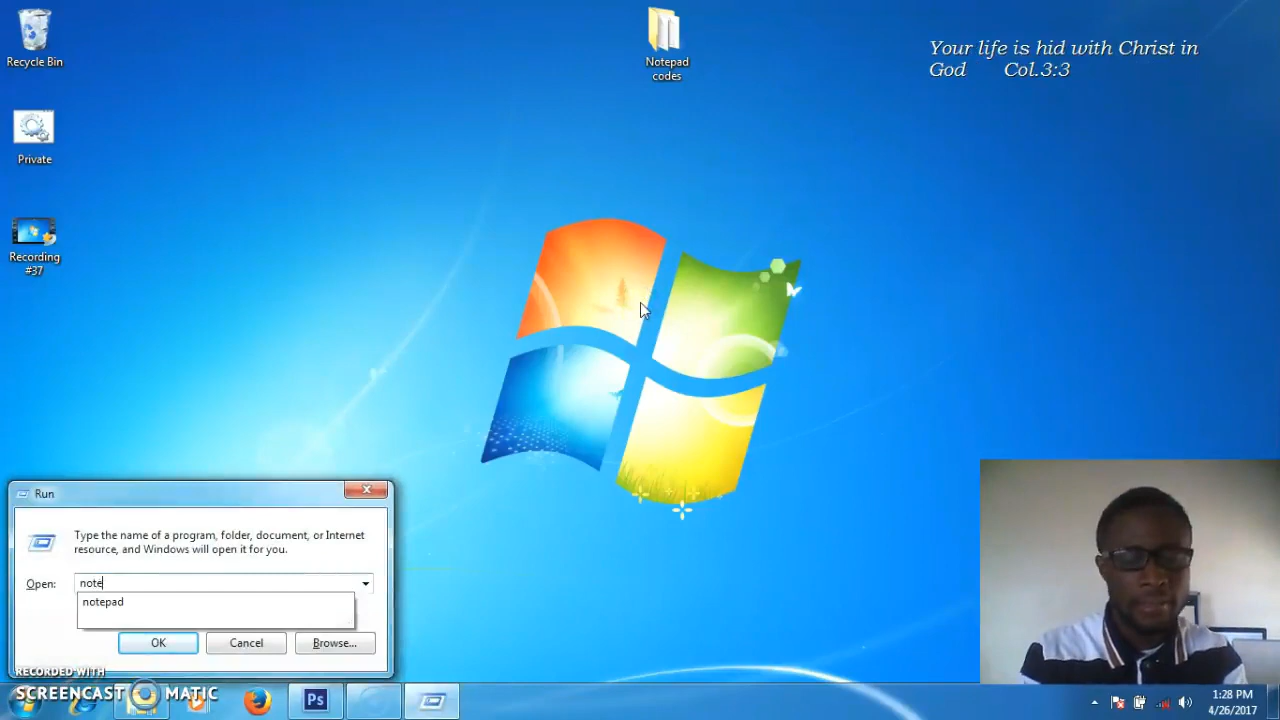 Recycle Bin
Notepad
codes
Your life is hid with Christ in
God Col.3:3
Private
Recording
#37
Run
Type the name of a program, folder, document, or Internet
resource, and Windows will open it for you.
Open: note
notepad
OK Cancel Browse...
RECORDED WITH
SCREENCAST MATIC
Ps
1:28 PM
4/26/2017